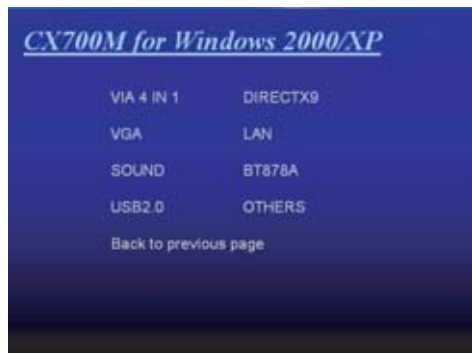 CX700M for Windows 2000/XP
VIA 4 IN 1 DIRECTX9
VGA LAN
SOUND BT878A
USB2.0 OTHERS
Back to previous page